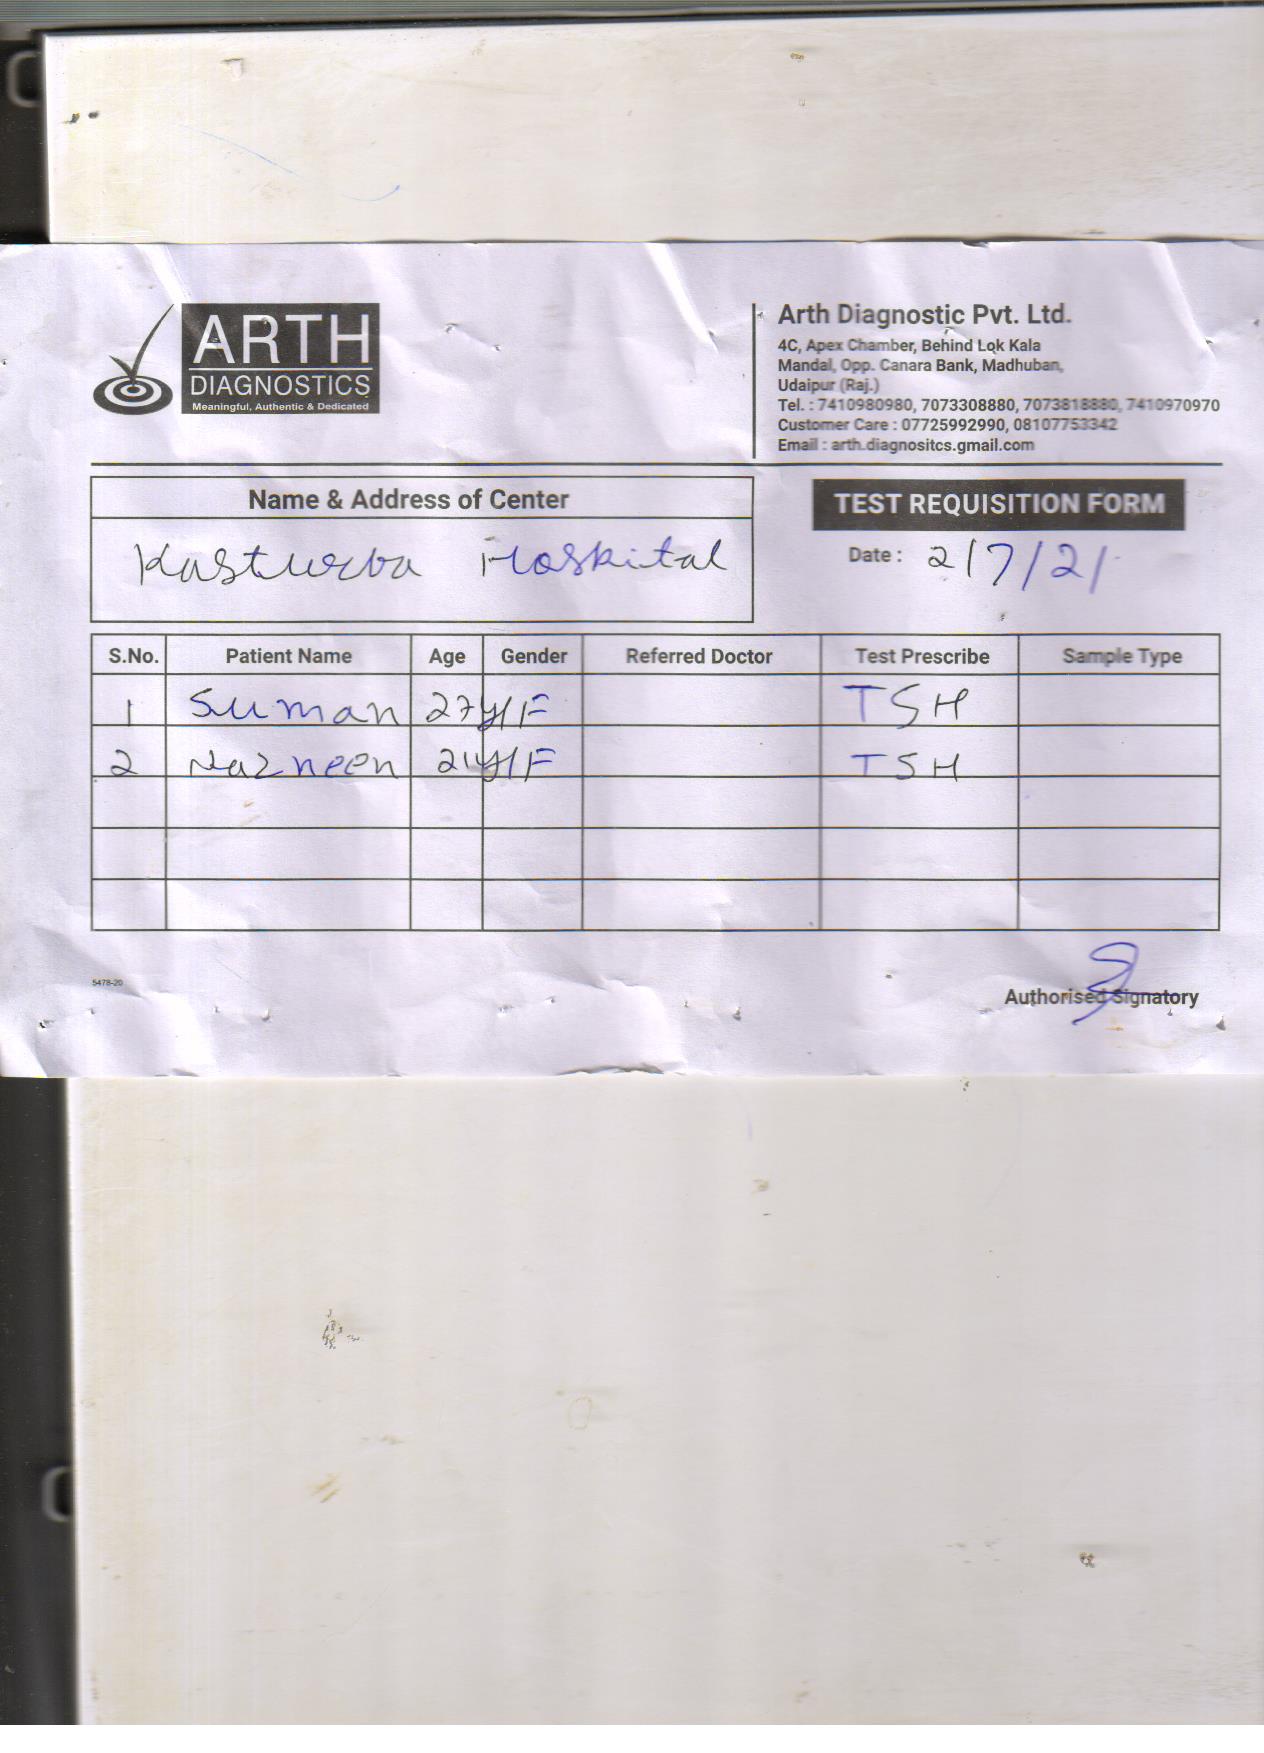 ARTH
DIAGNOSTICS
Meaningful, Authentic & Dedicated
Arth Diagnostic Pvt. Ltd.
4C, Apex Chamber, Behind Lok Kala
Mandal, Opp. Canara Bank, Madhuban,
Udaipur (Raj.)
Tel. : 7410980980, 7073308880, 7073818880, 7410970970
Customer Care : 07725992990, 08107753342
Email : arth.diagnositcs.gmail.com
Name & Address of Center
Kasturba Hospital
TEST REQUISITION FORM
Date : 2/7/21
S.No. Patient Name Age Gender Referred Doctor Test Prescribe Sample Type
1 Suman 27y/F TSH
2 Nazneen y/F TSH
5478-20
Authorised Signatory